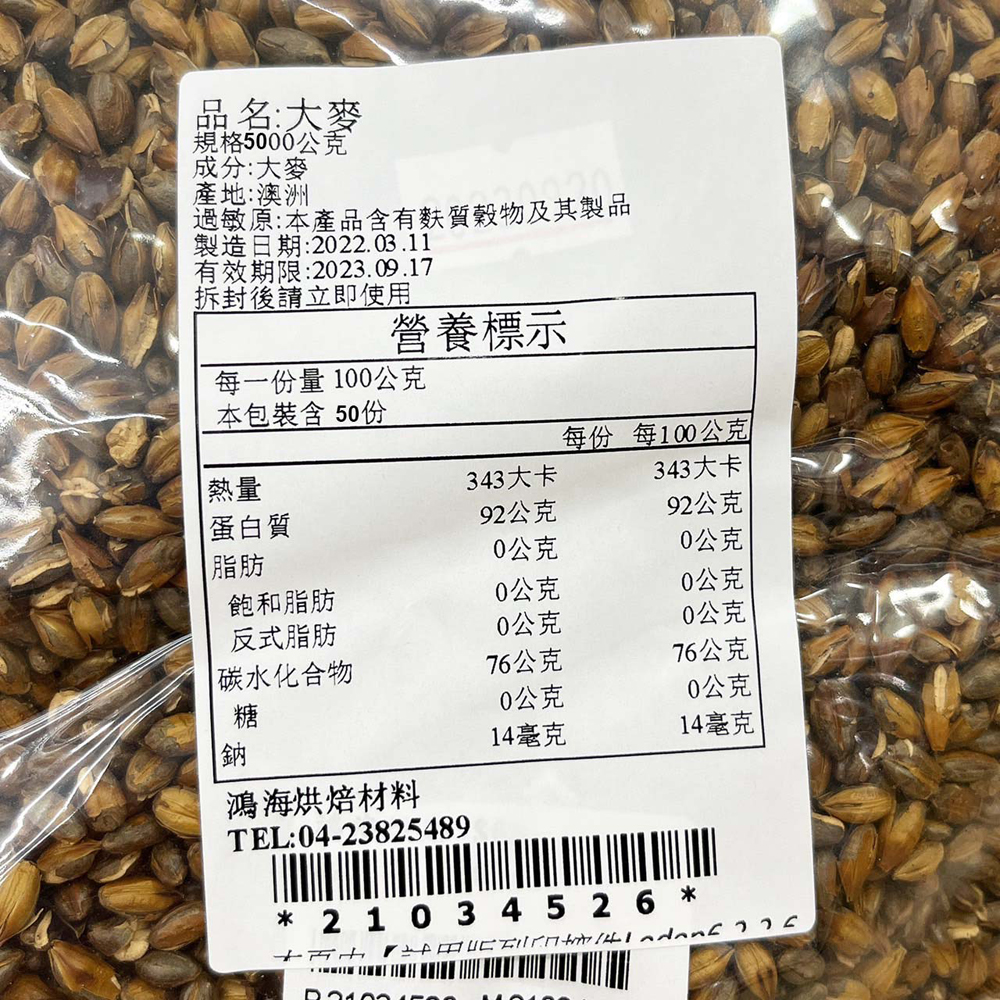 品名:大麥
規格5000公克
成分:大麥
產地:澳洲
過敏原:本產品含有麩質穀物及其製品
製造日期:2022.03.11
有效期限:2023.09.17
拆封後請立即使用
營養標示
每一份量 100公克
本包裝含 50份
每份 每100公克
熱量 343大卡 343大卡
蛋白質 92公克 92公克
脂肪 0公克 0公克
飽和脂肪 0公克 0公克
反式脂肪 0公克 0公克
碳水化合物 76公克 76公克
糖 0公克 0公克
鈉 14毫克 14毫克
鴻海烘焙材料
TEL:04-23825489
*21034526*